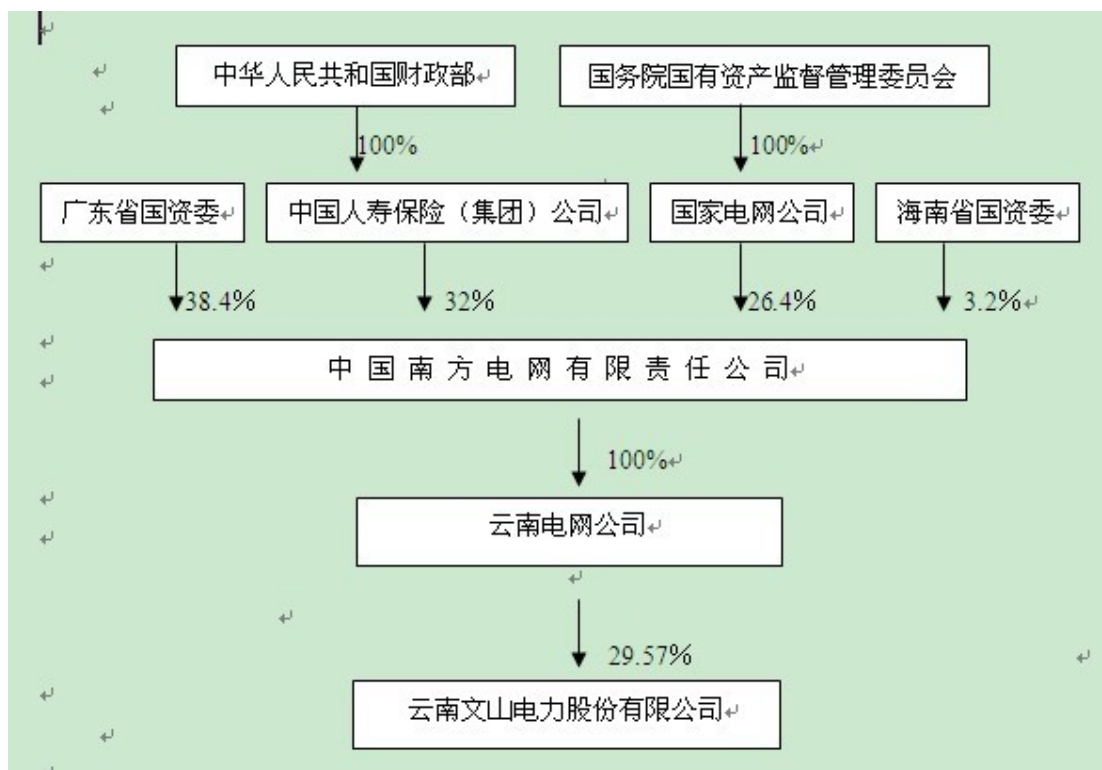 中华人民共和国财政部
国务院国有资产监督管理委员会
100%
100%
广东省国资委
中国人寿保险（集团）公司
国家电网公司
海南省国资委
38.4%
32%
26.4%
3.2%
中国南方电网有限责任公司
100%
云南电网公司
29.57%
云南文山电力股份有限公司